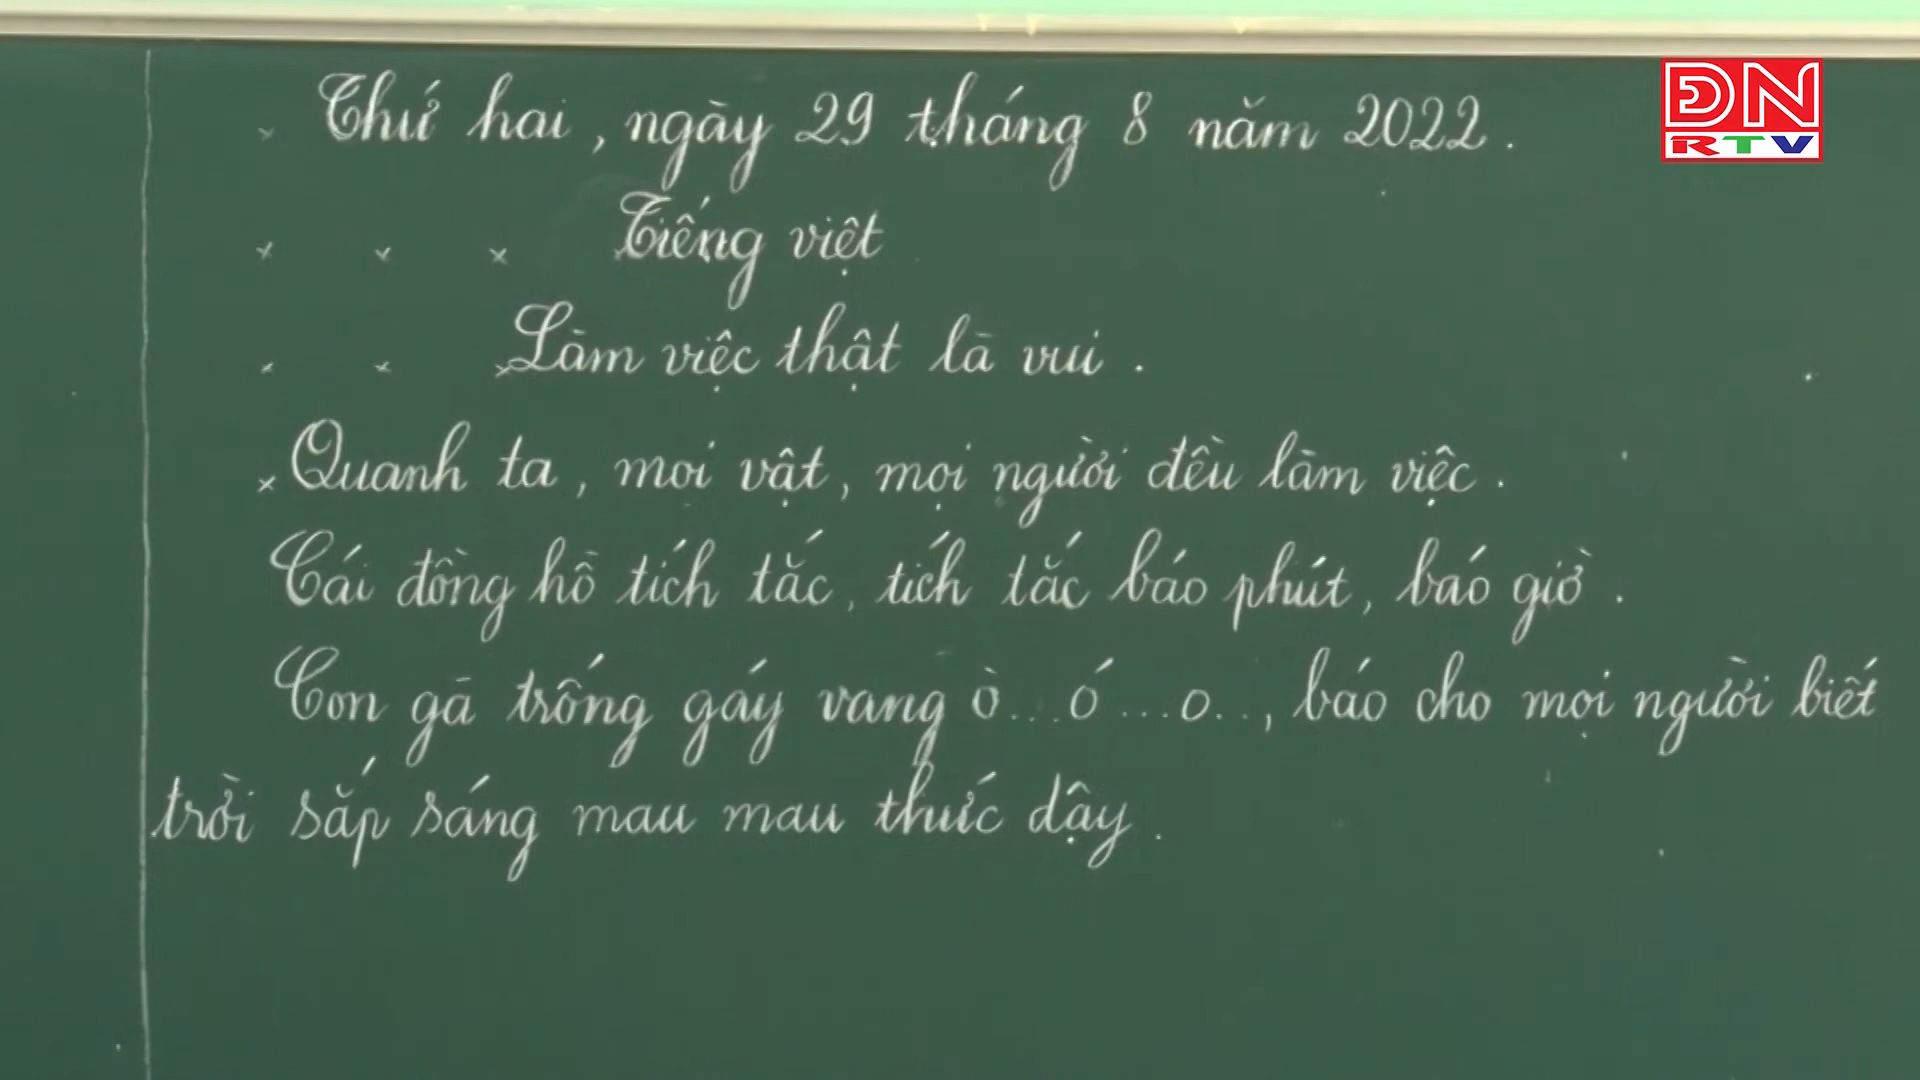 Thứ hai, ngày 29 tháng 8 năm 2022.
ĐN
RTV
Tiếng việt
Làm việc thật là vui.
Quanh ta, mọi vật, mọi người đều làm việc.
Cái đồng hồ tích tắc, tích tắc báo phút, báo giờ.
Con gà trống gáy vang ò...ó...o.., báo cho mọi người biết
trời sắp sáng mau mau thức dậy.